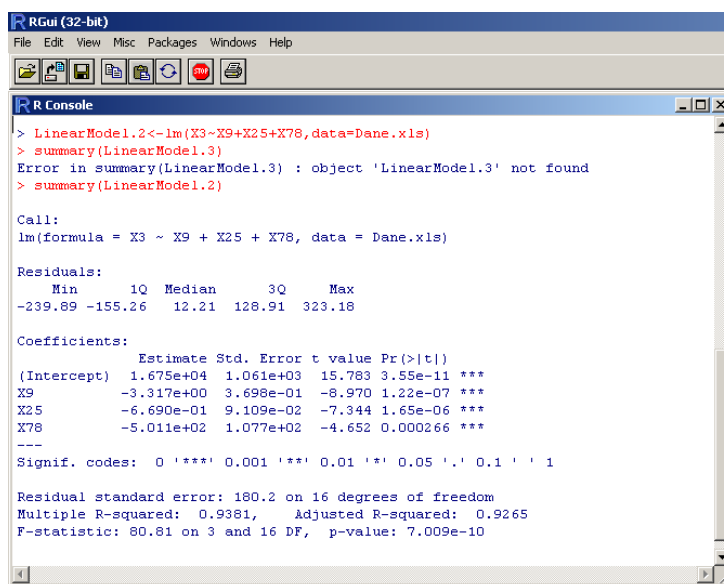 RGui (32-bit)
File Edit View Misc Packages Windows Help
STOP
R Console
> LinearModel.2<-lm(X3~X9+X25+X78,data=Dane.xls)
> summary(LinearModel.3)
Error in summary(LinearModel.3) : object 'LinearModel.3' not found
> summary(LinearModel.2)
Call:
lm(formula = X3 ~ X9 + X25 + X78, data = Dane.xls)
Residuals:
    Min      1Q  Median      3Q     Max
-239.89 -155.26   12.21  128.91  323.18
Coefficients:
              Estimate Std. Error t value Pr(>|t|)
(Intercept)  1.675e+04  1.061e+03  15.783 3.55e-11 ***
X9          -3.317e+00  3.698e-01  -8.970 1.22e-07 ***
X25         -6.690e-01  9.109e-02  -7.344 1.65e-06 ***
X78         -5.011e+02  1.077e+02  -4.652 0.000266 ***
---
Signif. codes:  0 '***' 0.001 '**' 0.01 '*' 0.05 '.' 0.1 ' ' 1
Residual standard error: 180.2 on 16 degrees of freedom
Multiple R-squared:  0.9381,    Adjusted R-squared:  0.9265
F-statistic: 80.81 on 3 and 16 DF,  p-value: 7.009e-10